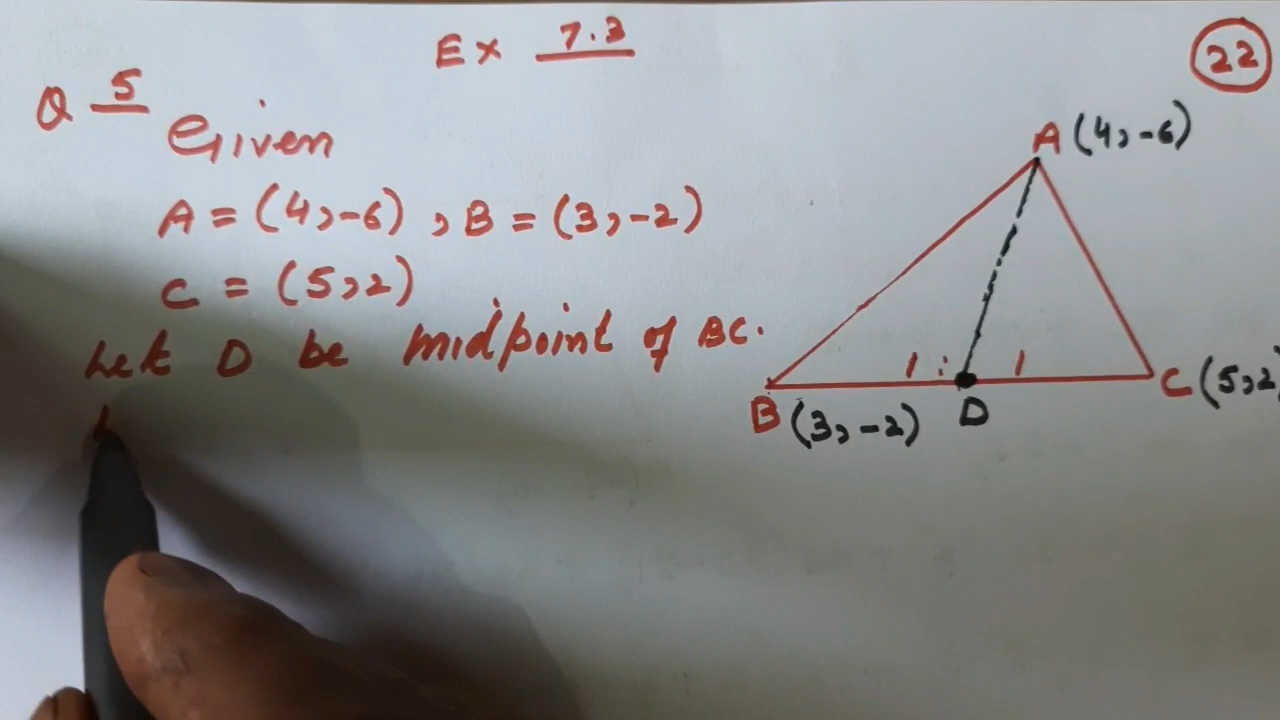 Ex 7.3
22
Q 5
Given
A = (4,-6), B = (3,-2)
C = (5,2)
Let D be midpoint of BC.
A (4,-6)
1 : 1
B (3,-2)
D
C (5,2)